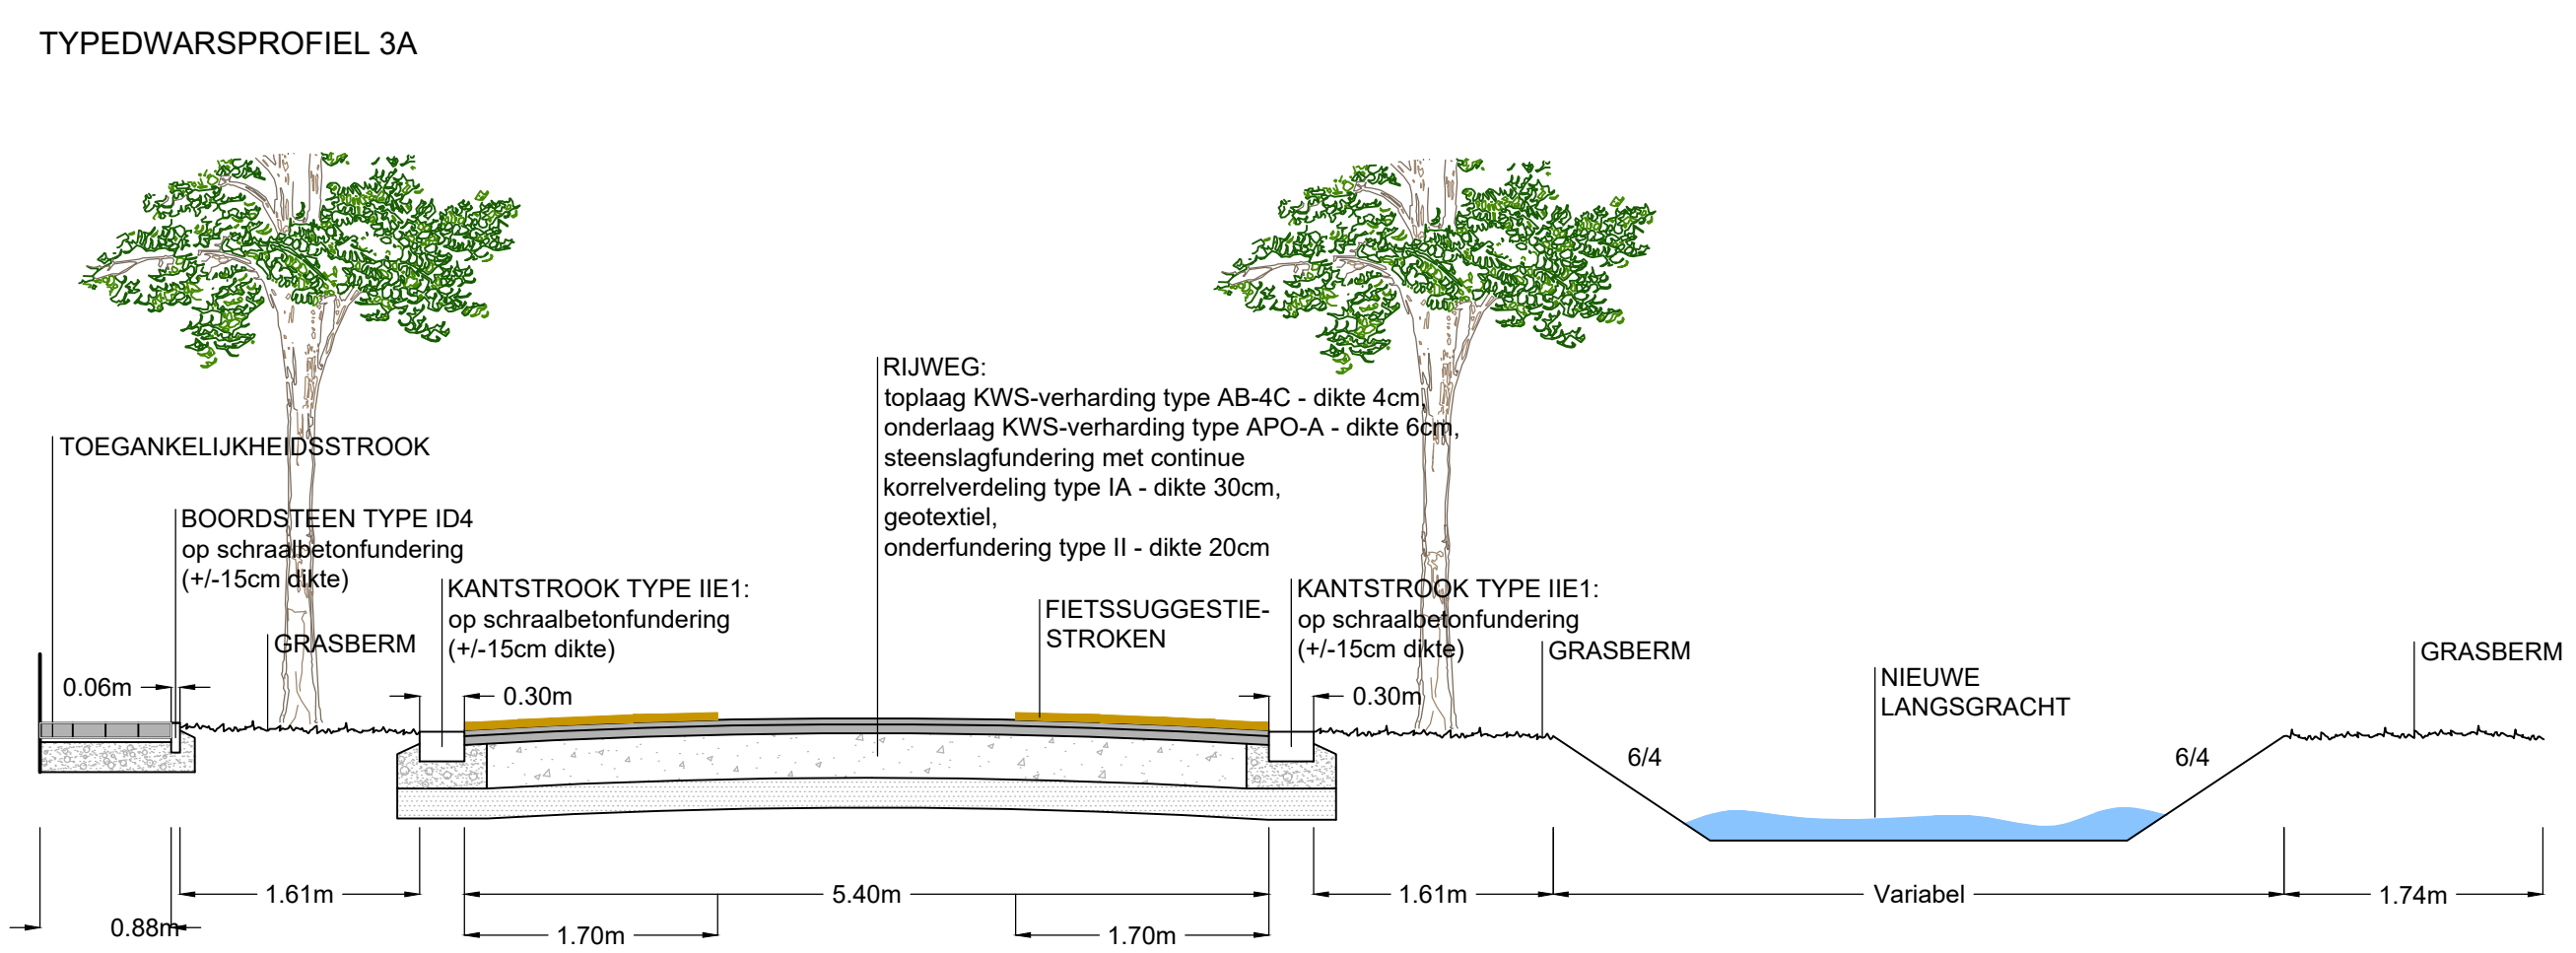 TYPEDWARSPROFIEL 3A
RIJWEG:
toplaag KWS-verharding type AB-4C - dikte 4cm,
onderlaag KWS-verharding type APO-A - dikte 6cm,
steenslagfundering met continue
korrelverdeling type IA - dikte 30cm,
geotextiel,
onderfundering type II - dikte 20cm
TOEGANKELIJKHEIDSSTROOK
BOORDSTEEN TYPE ID4
op schraalbetonfundering
(+/-15cm dikte)
GRASBERM
KANTSTROOK TYPE IIE1:
op schraalbetonfundering
(+/-15cm dikte)
FIETSSUGGESTIE-
STROKEN
KANTSTROOK TYPE IIE1:
op schraalbetonfundering
(+/-15cm dikte)
GRASBERM
NIEUWE
LANGSGRACHT
GRASBERM
0.06m
0.30m
0.30m
6/4
6/4
1.61m
5.40m
1.61m
Variabel
1.74m
0.88m
1.70m
1.70m